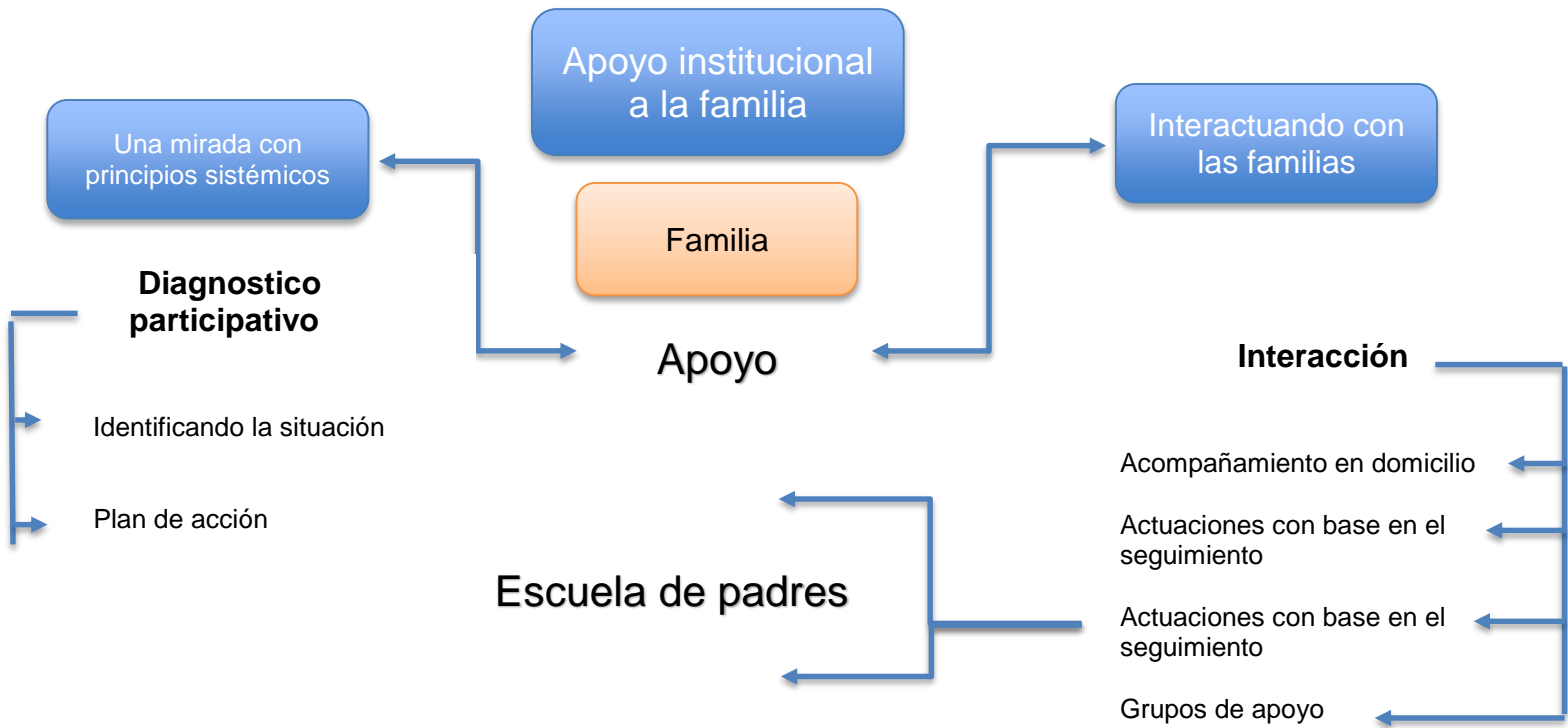 Apoyo institucional
a la familia
Una mirada con
principios sistémicos
Interactuando con
las familias
Familia
Diagnostico
participativo
Apoyo
Interacción
Identificando la situación
Plan de acción
Acompañamiento en domicilio
Actuaciones con base en el
seguimiento
Escuela de padres
Actuaciones con base en el
seguimiento
Grupos de apoyo